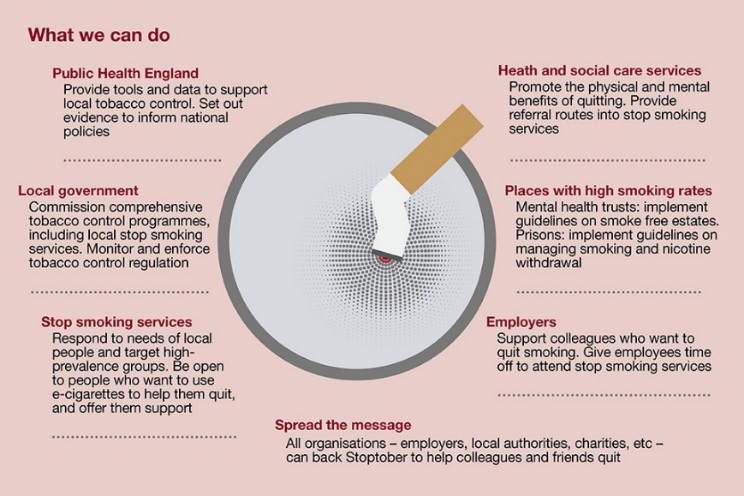 What we can do
Public Health England
Provide tools and data to support
local tobacco control. Set out
evidence to inform national
policies
Local government
Commission comprehensive
tobacco control programmes,
including local stop smoking
services. Monitor and enforce
tobacco control regulation
Stop smoking services
Respond to needs of local
people and target high-
prevalence groups. Be open
to people who want to use
e-cigarettes to help them quit,
and offer them support
Heath and social care services
Promote the physical and mental
benefits of quitting. Provide
referral routes into stop smoking
services
Places with high smoking rates
Mental health trusts: implement
guidelines on smoke free estates.
Prisons: implement guidelines on
managing smoking and nicotine
withdrawal
Employers
Support colleagues who want to
quit smoking. Give employees time
off to attend stop smoking services
Spread the message
All organisations – employers, local authorities, charities, etc –
can back Stoptober to help colleagues and friends quit